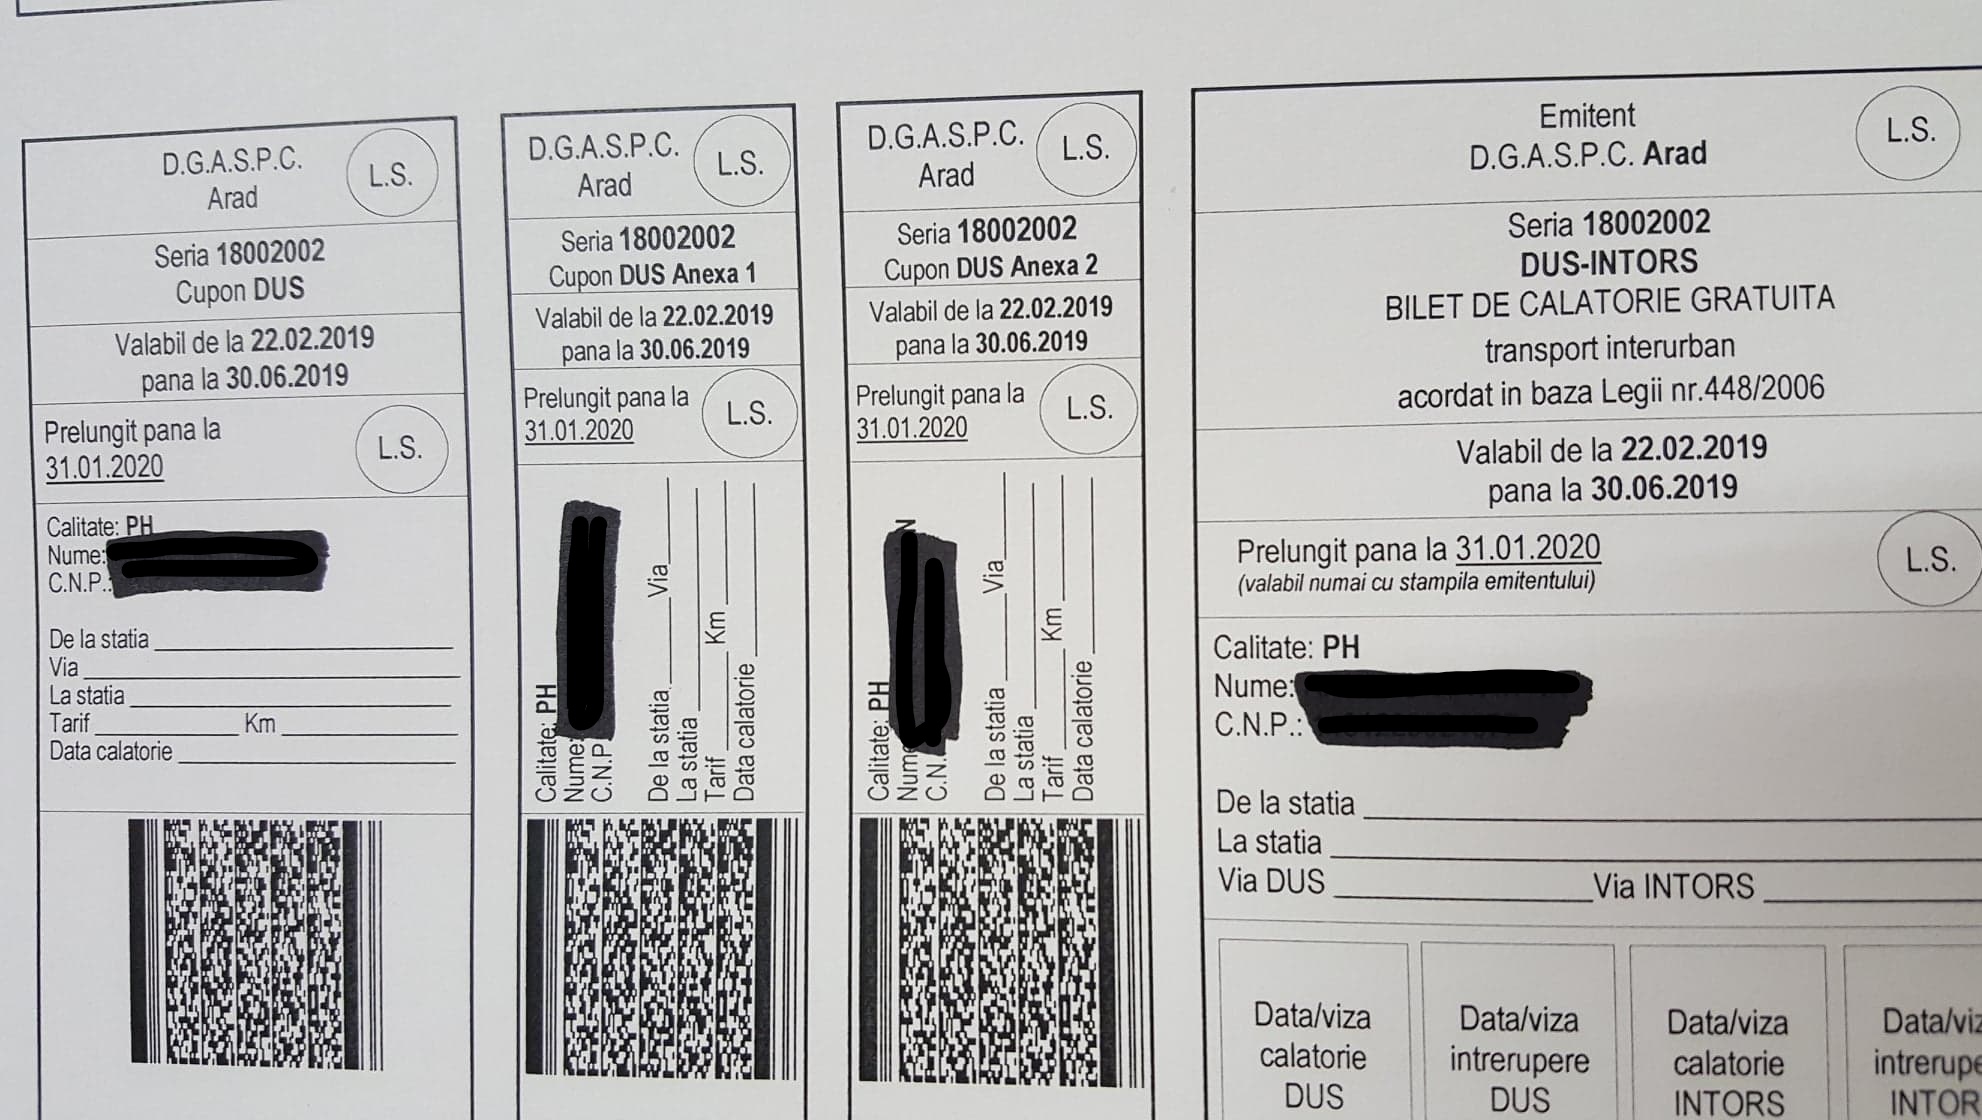 D.G.A.S.P.C.
Arad
L.S.
Seria 18002002
Cupon DUS
Valabil de la 22.02.2019
pana la 30.06.2019
Prelungit pana la
31.01.2020
L.S.
Calitate: PH
Nume:
C.N.P.:
De la statia
Via
La statia
Tarif Km
Data calatorie
D.G.A.S.P.C.
Arad
L.S.
Seria 18002002
Cupon DUS Anexa 1
Valabil de la 22.02.2019
pana la 30.06.2019
Prelungit pana la
31.01.2020
L.S.
Calitate: PH
Nume:
C.N.P
De la statia Via
La statia
Tarif Km
Data calatorie
D.G.A.S.P.C.
Arad
L.S.
Seria 18002002
Cupon DUS Anexa 2
Valabil de la 22.02.2019
pana la 30.06.2019
Prelungit pana la
31.01.2020
L.S.
Calitate: PH
Nume N
C.N.
De la statia Via
La statia
Tarif Km
Data calatorie
Emitent
D.G.A.S.P.C. Arad
L.S.
Seria 18002002
DUS-INTORS
BILET DE CALATORIE GRATUITA
transport interurban
acordat in baza Legii nr.448/2006
Valabil de la 22.02.2019
pana la 30.06.2019
Prelungit pana la 31.01.2020
(valabil numai cu stampila emitentului)
L.S.
Calitate: PH
Nume:
C.N.P.:
De la statia
La statia
Via DUS Via INTORS
Data/viza
calatorie
DUS
Data/viza
intrerupere
DUS
Data/viza
calatorie
INTORS
Data/viz
intrerupe
INTOR